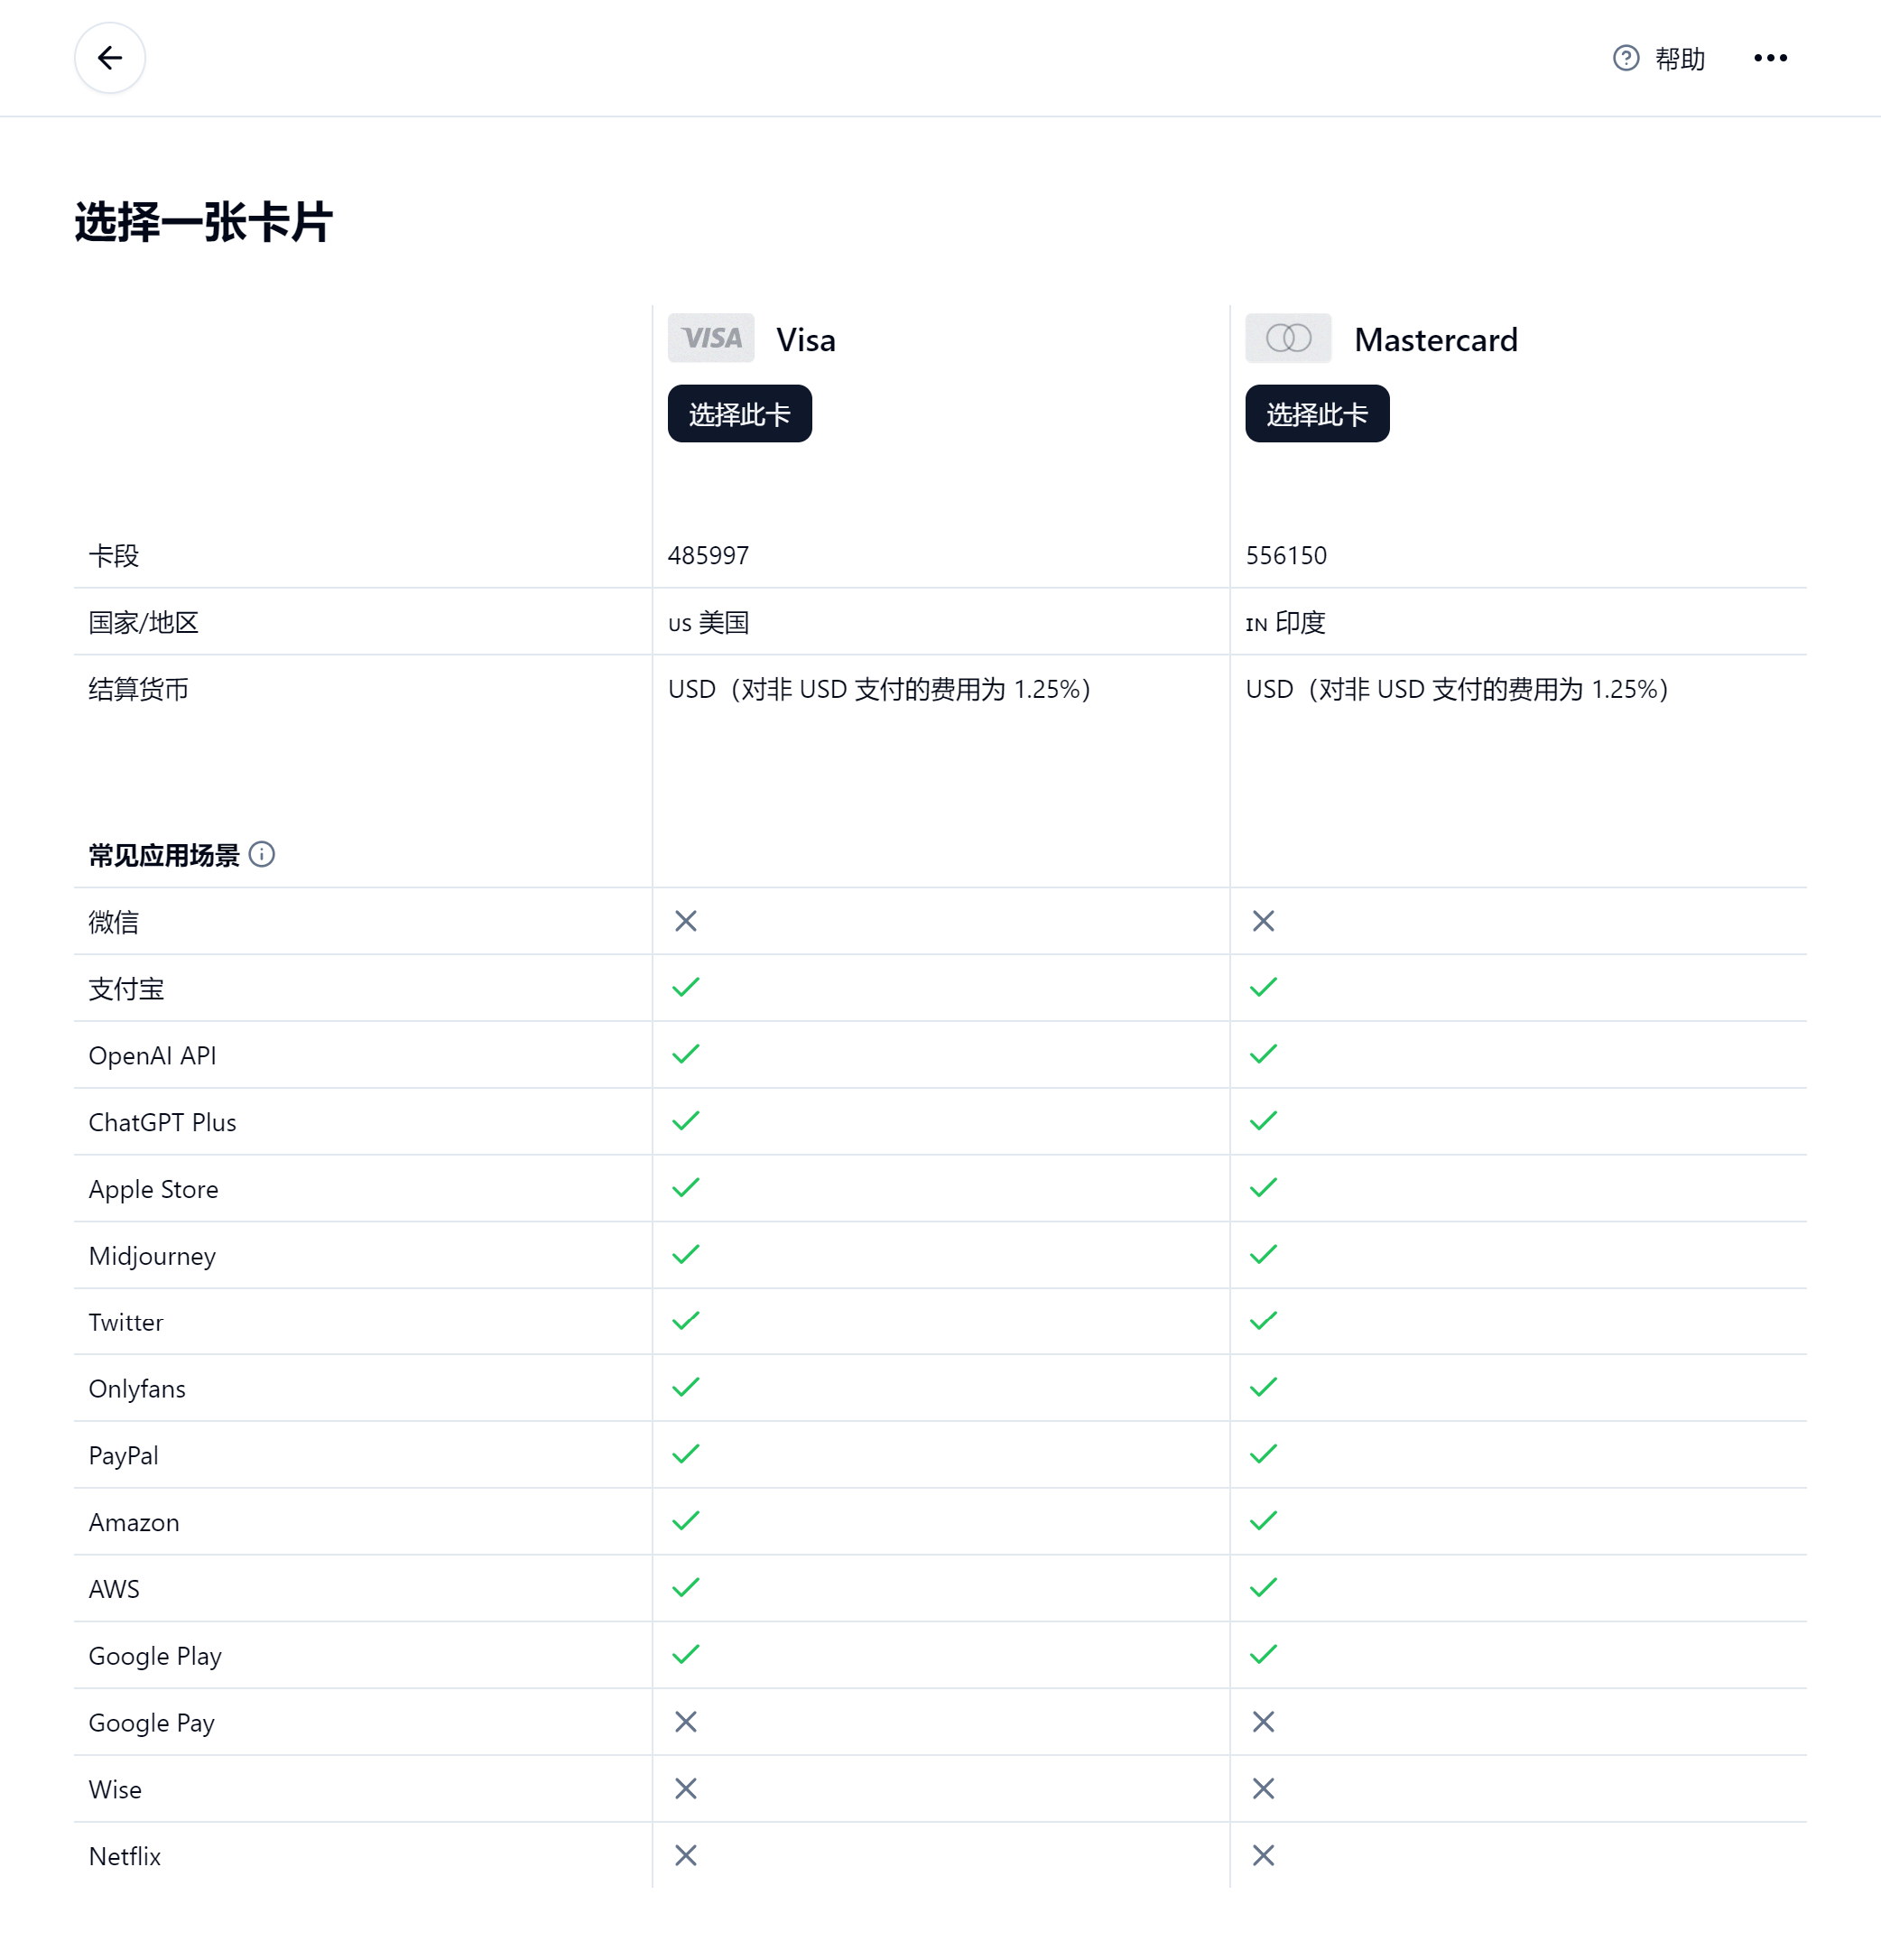 帮助
选择一张卡片
VISA Visa Mastercard
选择此卡 选择此卡
卡段 485997 556150
国家/地区 US 美国 IN 印度
结算货币 USD（对非 USD 支付的费用为 1.25%） USD（对非 USD 支付的费用为 1.25%）
常见应用场景
微信
支付宝
OpenAI API
ChatGPT Plus
Apple Store
Midjourney
Twitter
Onlyfans
PayPal
Amazon
AWS
Google Play
Google Pay
Wise
Netflix